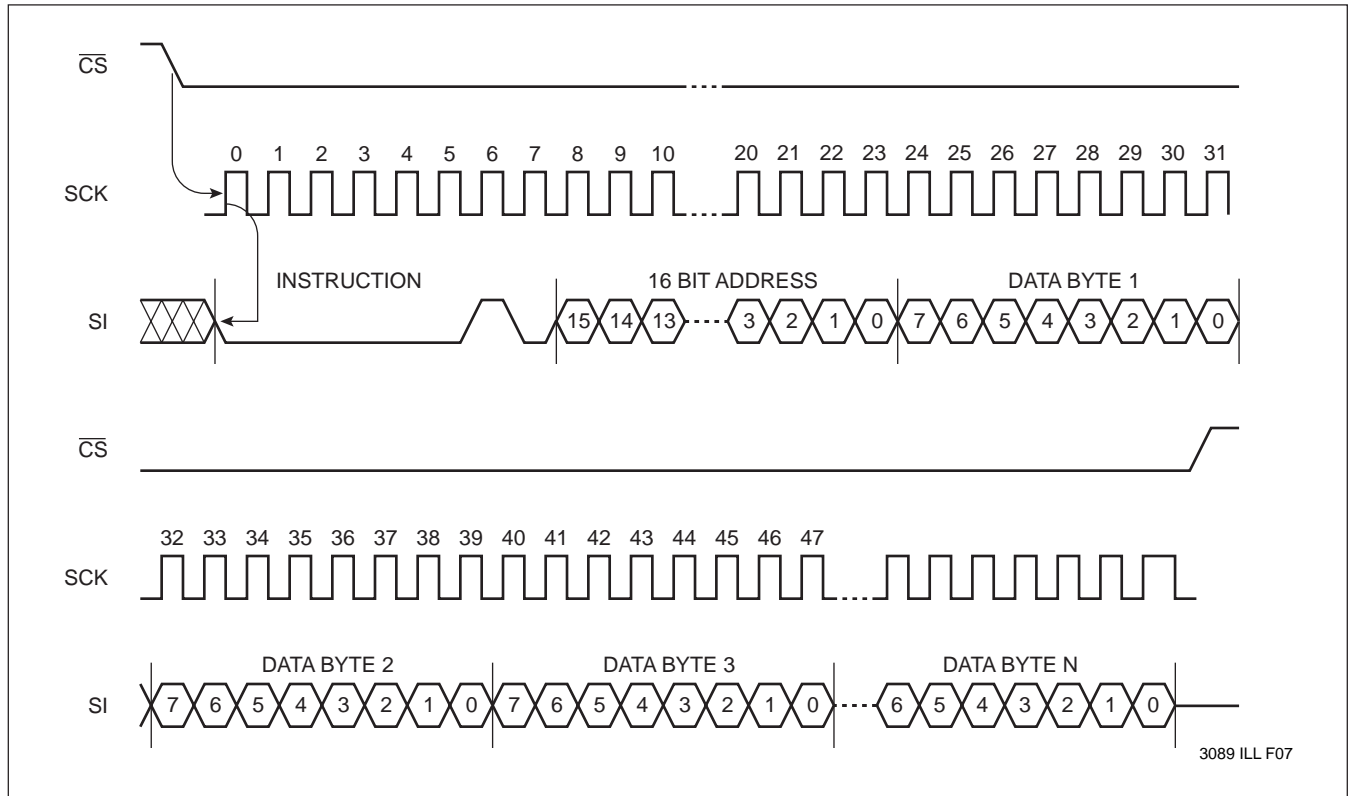 C̅S̅
0 1 2 3 4 5 6 7 8 9 10 20 21 22 23 24 25 26 27 28 29 30 31
SCK
INSTRUCTION 16 BIT ADDRESS DATA BYTE 1
SI 15 14 13 3 2 1 0 7 6 5 4 3 2 1 0
C̅S̅
32 33 34 35 36 37 38 39 40 41 42 43 44 45 46 47
SCK
DATA BYTE 2 DATA BYTE 3 DATA BYTE N
SI 7 6 5 4 3 2 1 0 7 6 5 4 3 2 1 0 6 5 4 3 2 1 0
3089 ILL F07